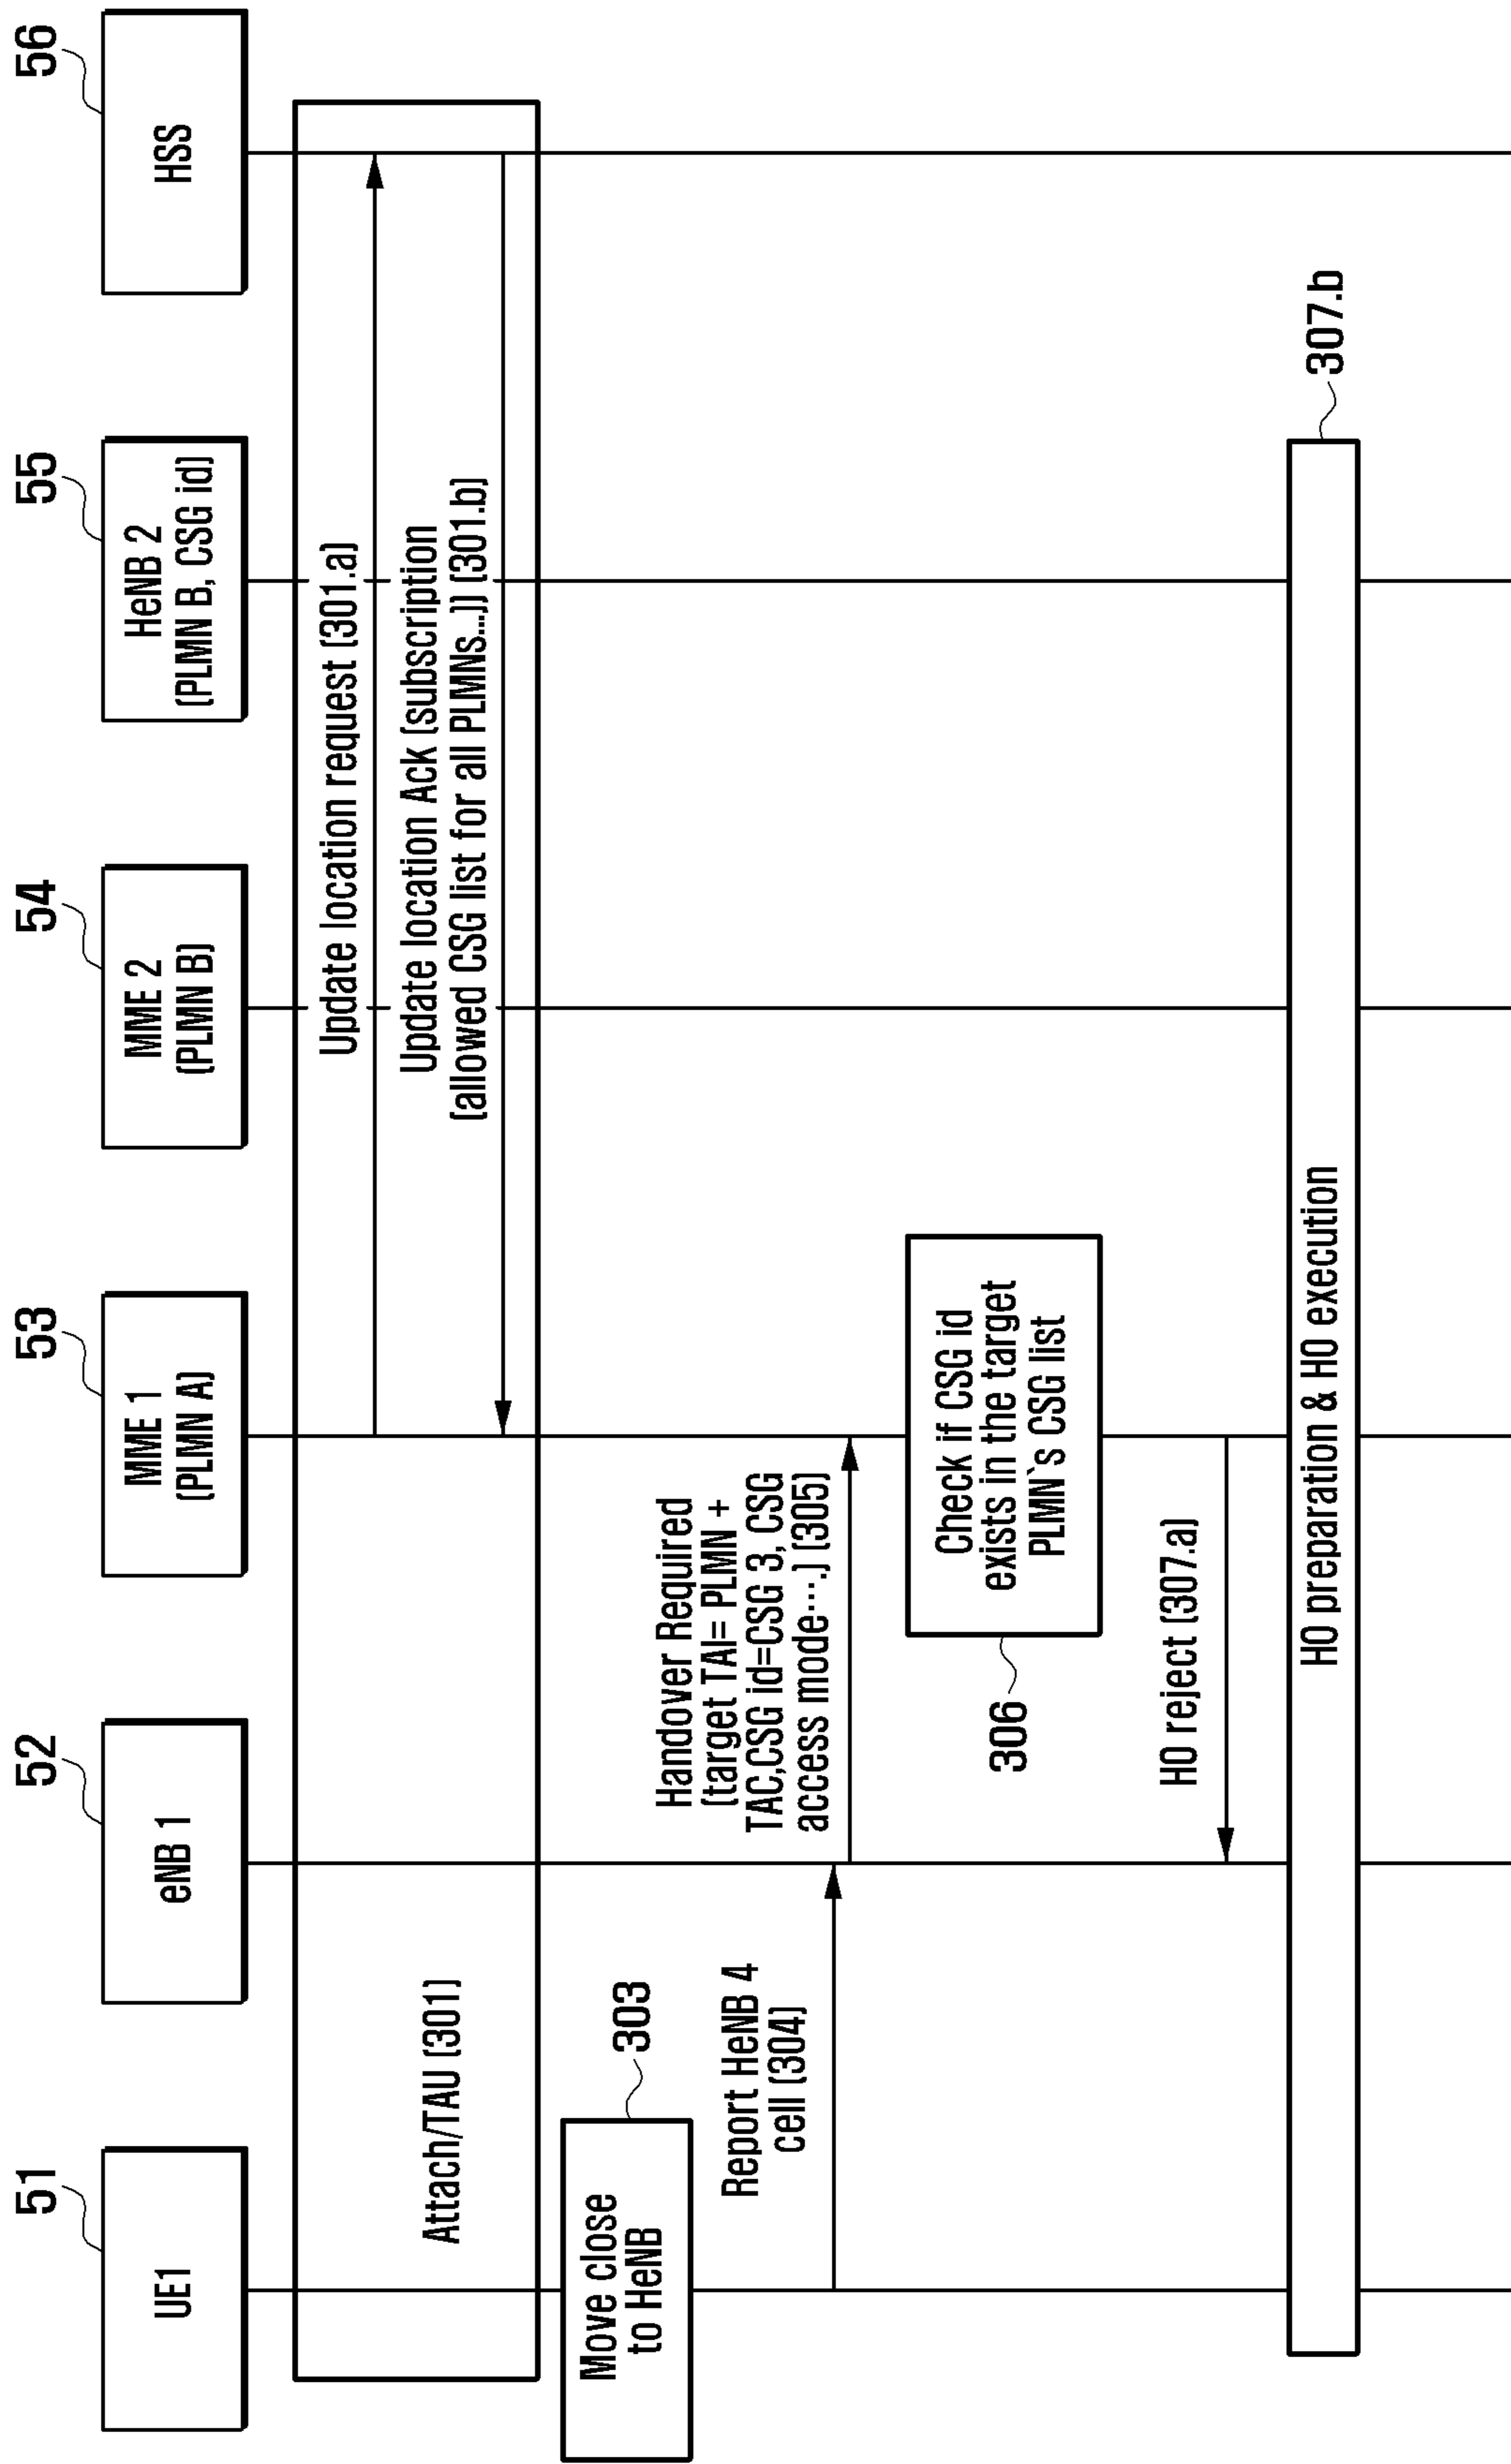 51
52
53
54
55
56
UE1
eNB 1
MME 1
(PLMN A)
MME 2
(PLMN B)
HeNB 2
(PLMN B, CSG id)
HSS
Attach/TAU (301)
Update location request (301.a)
Update location Ack (subscription
(allowed CSG list for all PLMNs...)) (301.b)
Move close
to HeNB
303
Report HeNB 4
cell (304)
Handover Required
(target TAI= PLMN +
TAC,CSG id=CSG 3, CSG
access mode...,) (305)
Check if CSG id
exists in the target
PLMN`s CSG list
306
HO reject (307.a)
HO preparation & HO execution
307.b